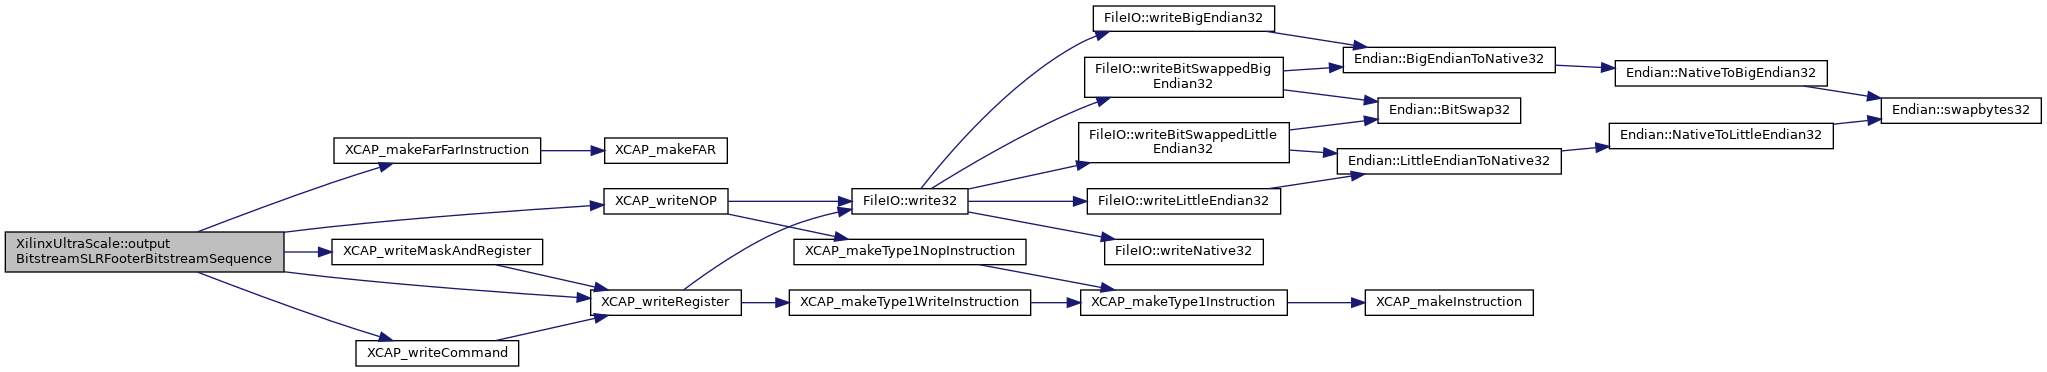 XilinxUltraScale::output
BitstreamSLRFooterBitstreamSequence
XCAP_makeFarFarInstruction
XCAP_makeFAR
XCAP_writeNOP
XCAP_writeMaskAndRegister
XCAP_writeRegister
XCAP_writeCommand
FileIO::write32
XCAP_makeType1NopInstruction
XCAP_makeType1WriteInstruction
FileIO::writeBigEndian32
FileIO::writeBitSwappedBig
Endian32
FileIO::writeBitSwappedLittle
Endian32
FileIO::writeLittleEndian32
FileIO::writeNative32
XCAP_makeType1Instruction
XCAP_makeInstruction
Endian::BigEndianToNative32
Endian::BitSwap32
Endian::LittleEndianToNative32
Endian::NativeToBigEndian32
Endian::NativeToLittleEndian32
Endian::swapbytes32